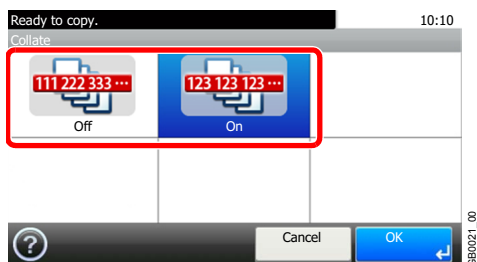 Ready to copy. 10:10
Collate
111 222 333 ··· 123 123 123 ···
Off On
? Cancel OK
GB0021_00